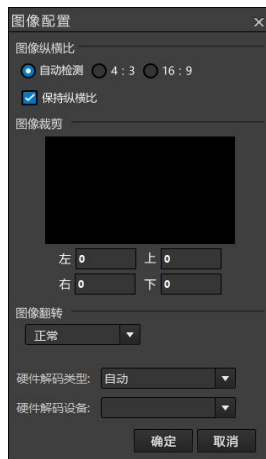 图像配置
图像纵横比
自动检测 4:3 16:9
保持纵横比
图像裁剪
左 0 上 0
右 0 下 0
图像翻转
正常
硬件解码类型: 自动
硬件解码设备:
确定 取消